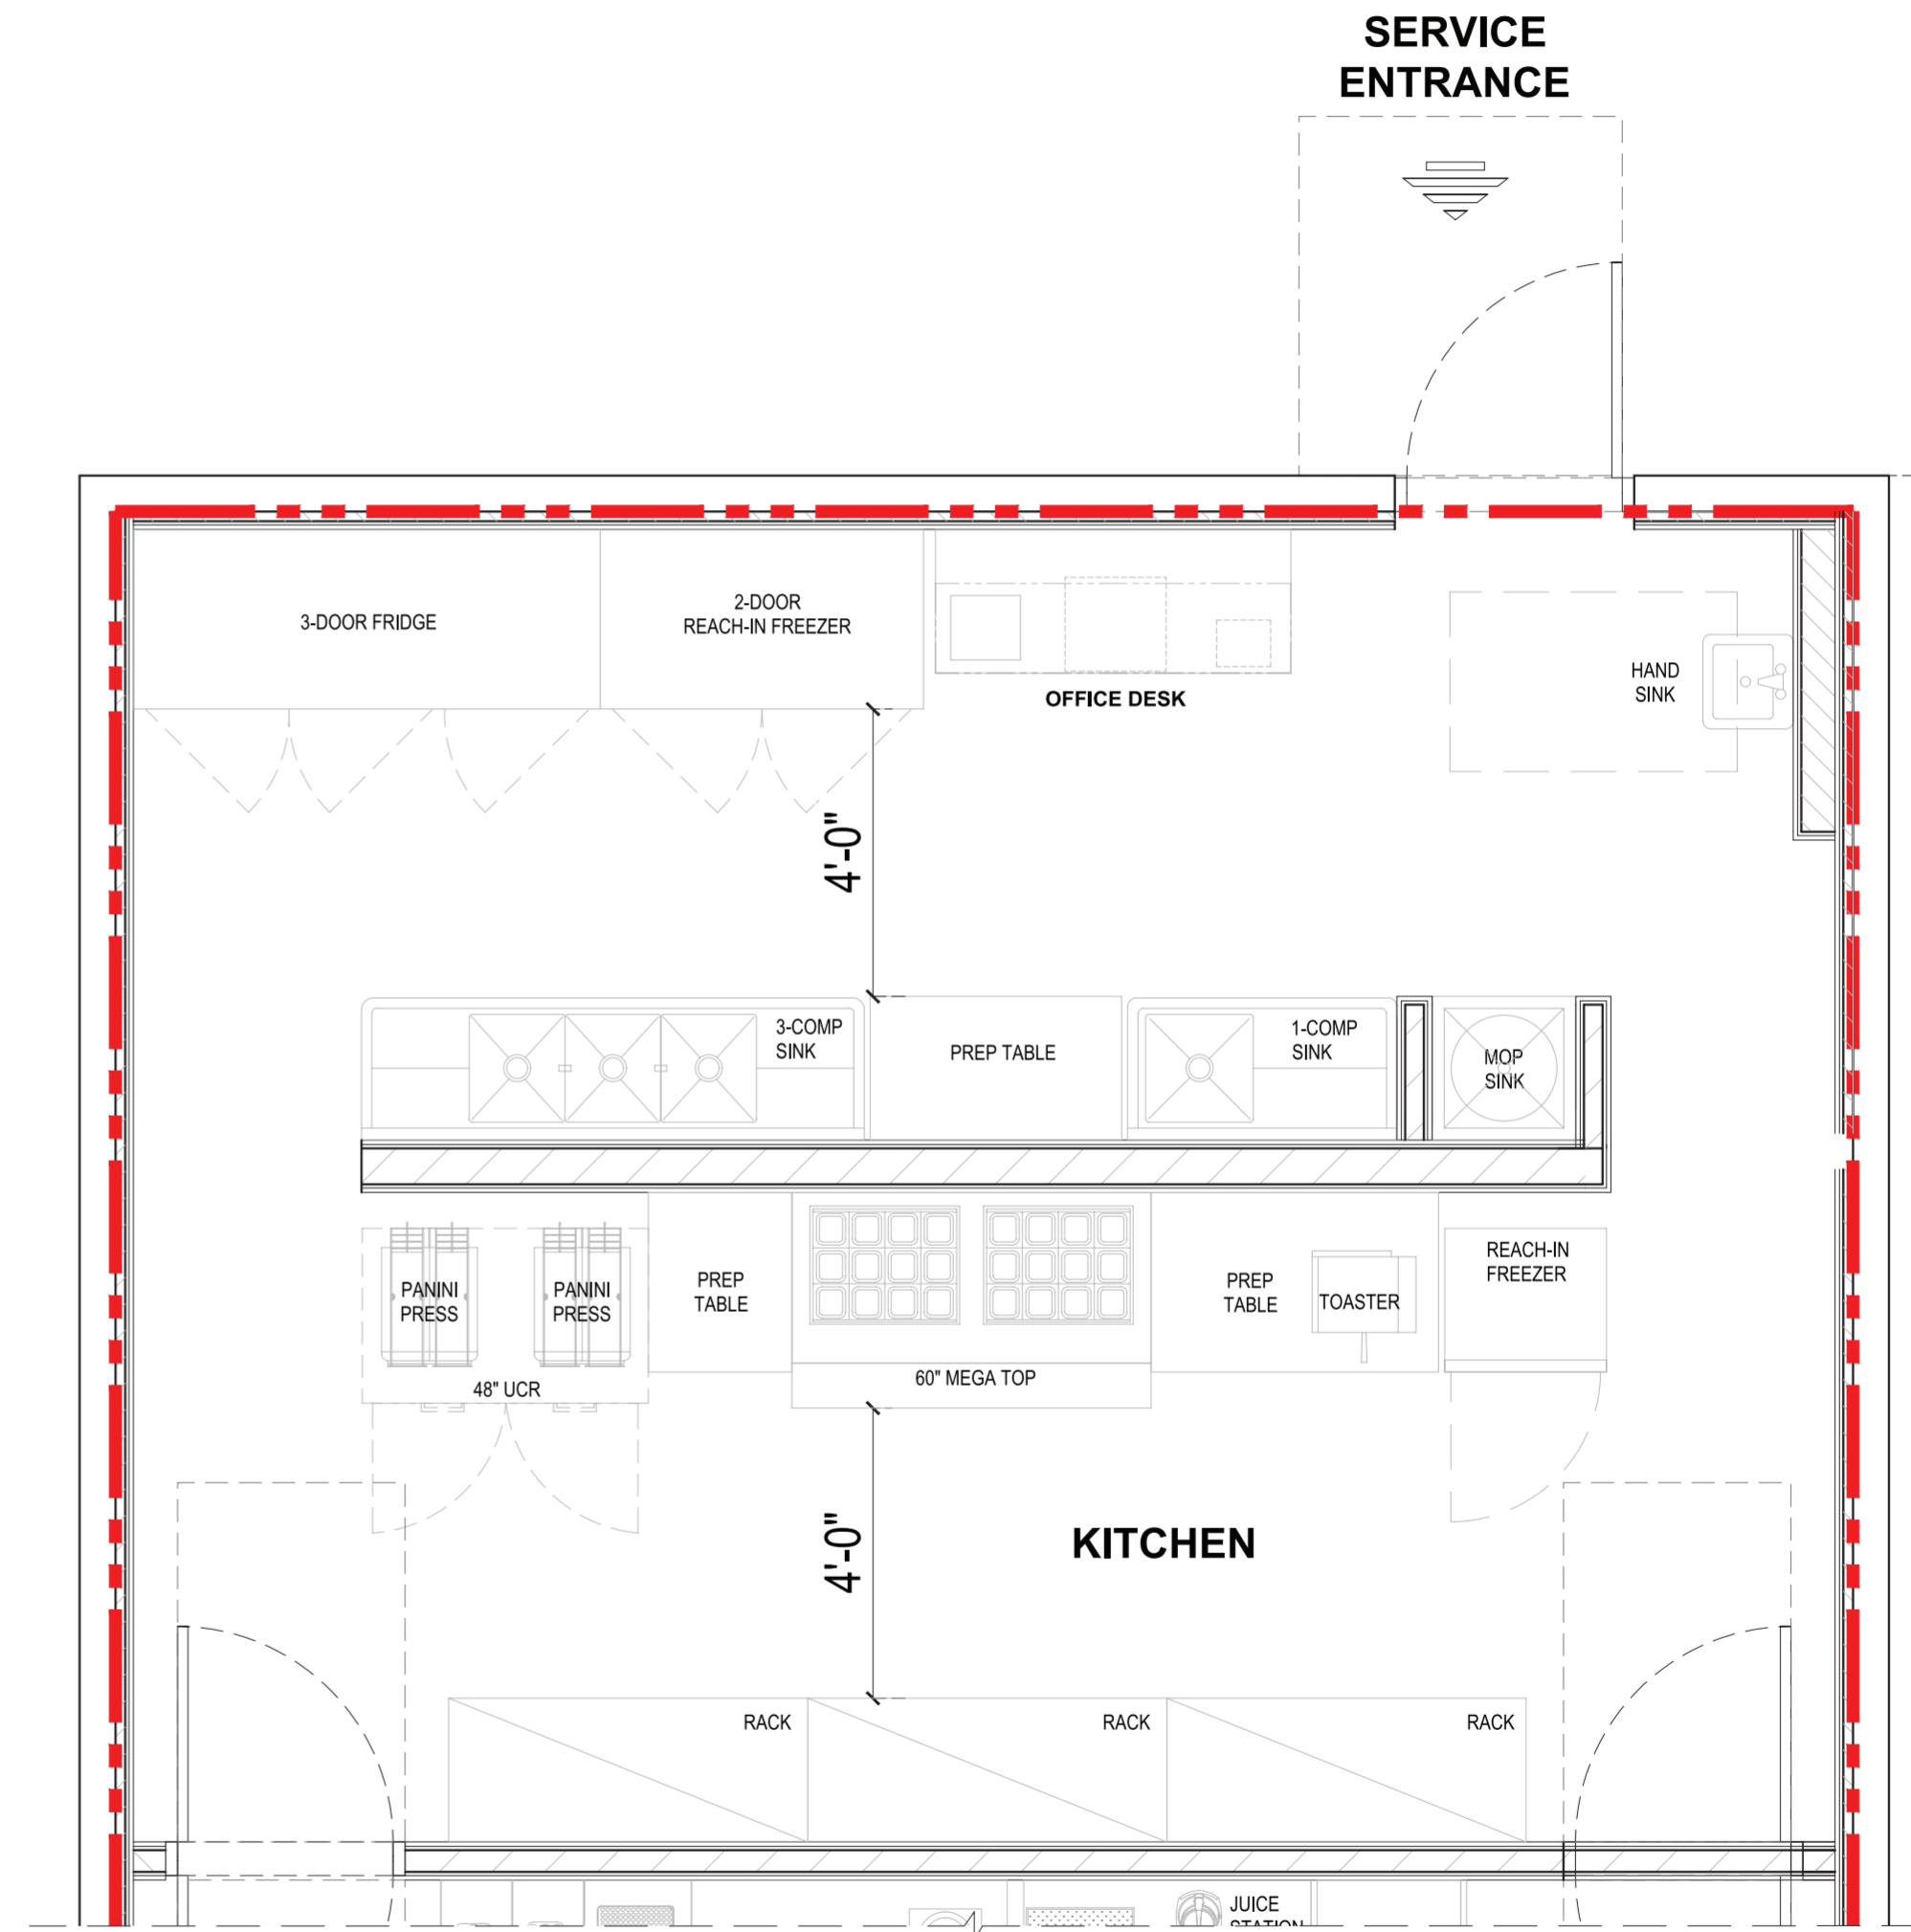 SERVICE
ENTRANCE
3-DOOR FRIDGE
2-DOOR
REACH-IN FREEZER
OFFICE DESK
HAND
SINK
4'-0"
3-COMP
SINK
PREP TABLE
1-COMP
SINK
MOP
SINK
PANINI
PRESS
PANINI
PRESS
48" UCR
PREP
TABLE
60" MEGA TOP
PREP
TABLE
TOASTER
REACH-IN
FREEZER
4'-0"
KITCHEN
RACK
RACK
RACK
JUICE
STATION